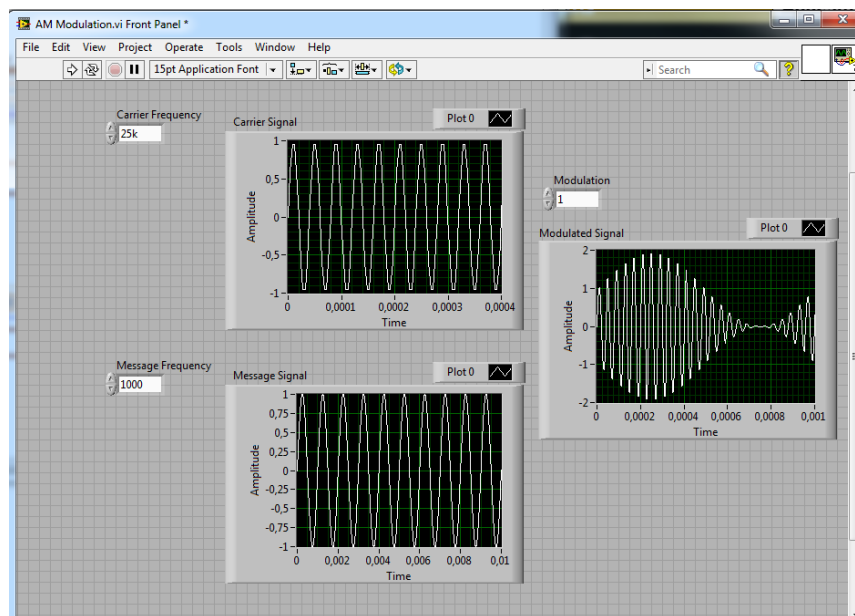 AM Modulation.vi Front Panel *
File Edit View Project Operate Tools Window Help
15pt Application Font
Search
?
Carrier Frequency
25k
Carrier Signal
Plot 0
1
0,5
0
-0,5
-1
Amplitude
0 0,0001 0,0002 0,0003 0,0004
Time
Modulation
1
Modulated Signal
Plot 0
2
1
0
-1
-2
Amplitude
0 0,0002 0,0004 0,0006 0,0008 0,001
Time
Message Frequency
1000
Message Signal
Plot 0
1
0,75
0,5
0,25
0
-0,25
-0,5
-0,75
-1
Amplitude
0 0,002 0,004 0,006 0,008 0,01
Time